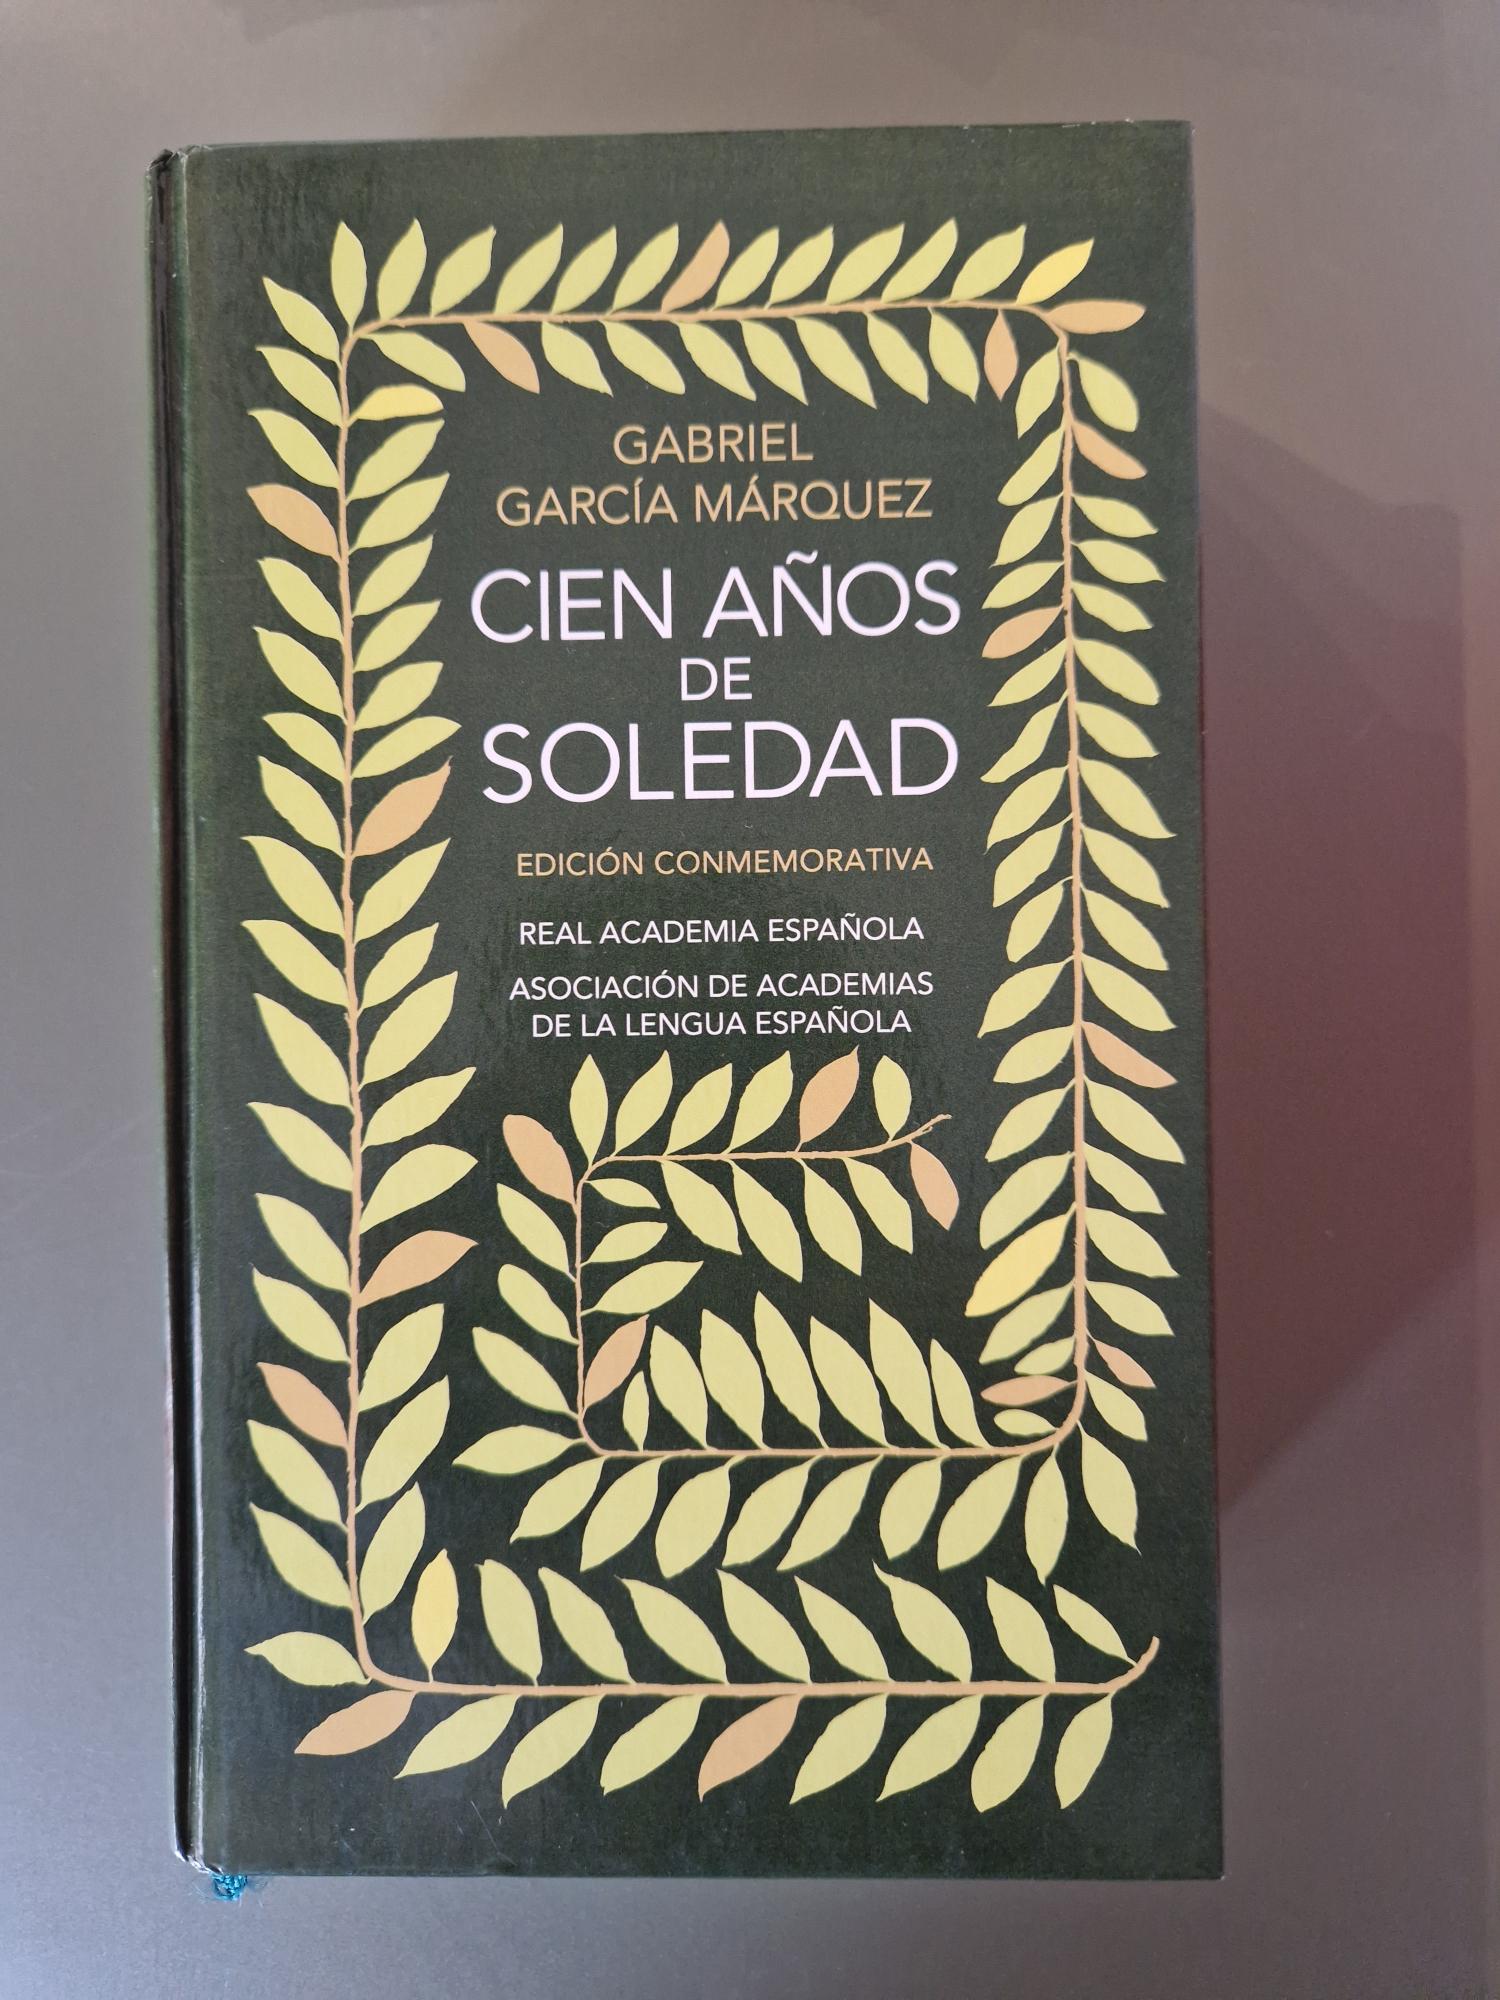 GABRIEL
GARCÍA MÁRQUEZ
CIEN AÑOS
DE
SOLEDAD
EDICIÓN CONMEMORATIVA
REAL ACADEMIA ESPAÑOLA
ASOCIACIÓN DE ACADEMIAS
DE LA LENGUA ESPAÑOLA